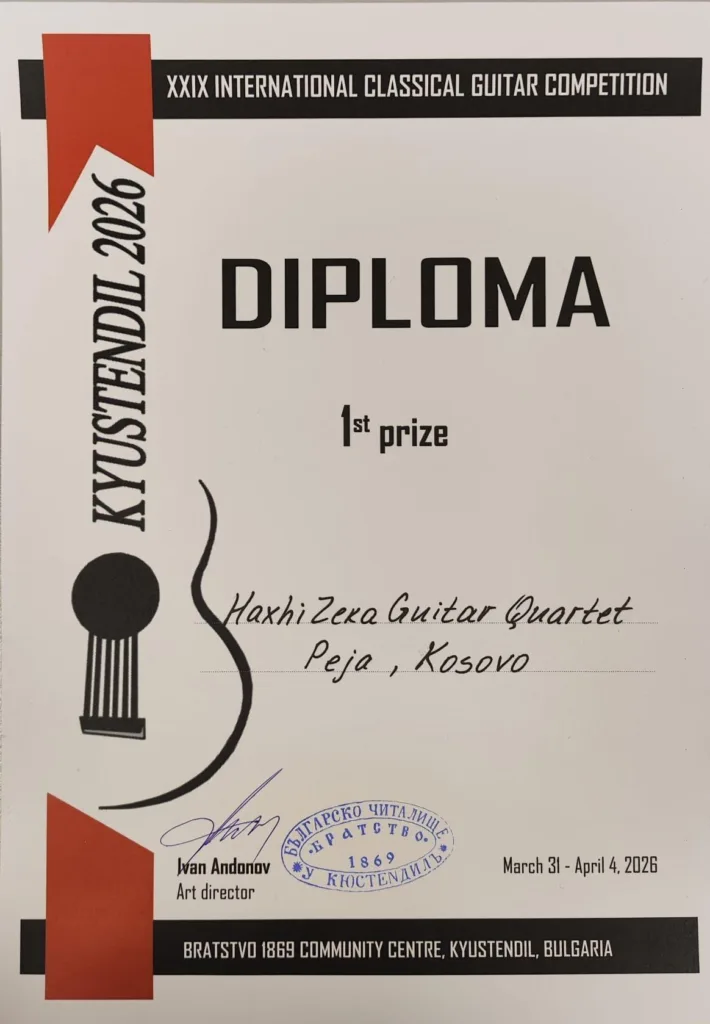 XXIX INTERNATIONAL CLASSICAL GUITAR COMPETITION
KYUSTENDIL 2026
DIPLOMA
1st prize
Haxhi Zeka Guitar Quartet
Peja, Kosovo
Ivan Andonov
Art director
БЪЛГАРСКО ЧИТАЛИЩЕ
БРАТСТВО
1869
У КЮСТЕНДИЛЪ
March 31 - April 4, 2026
BRATSTVO 1869 COMMUNITY CENTRE, KYUSTENDIL, BULGARIA